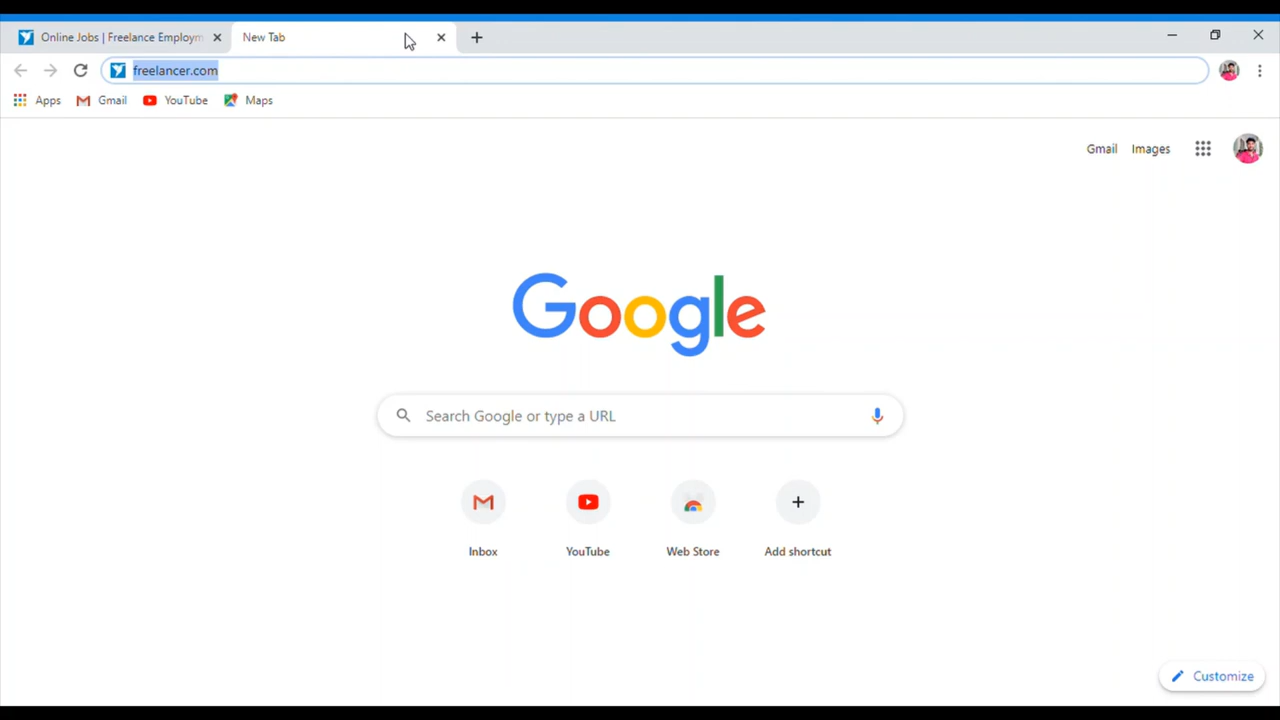 Online Jobs | Freelance Employm
New Tab
freelancer.com
Apps
Gmail
YouTube
Maps
Gmail
Images
Google
Search Google or type a URL
Inbox
YouTube
Web Store
Add shortcut
Customize